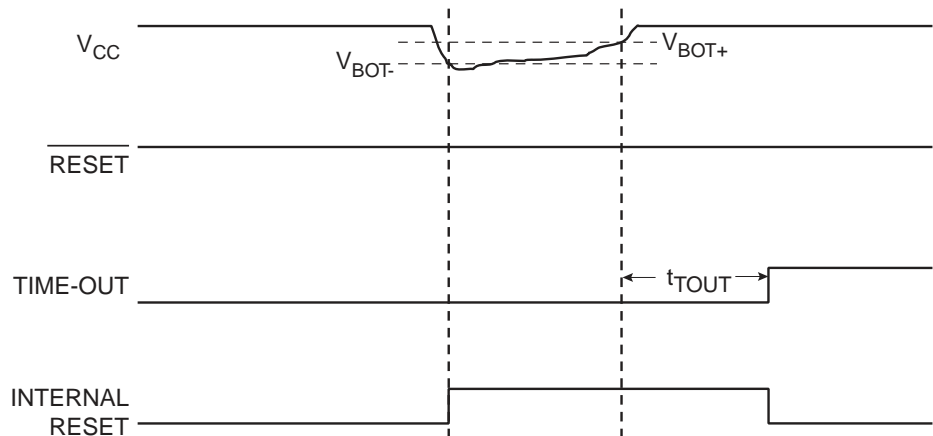 VCC
VBOT-
VBOT+
RESET
TIME-OUT
tTOUT
INTERNAL
RESET